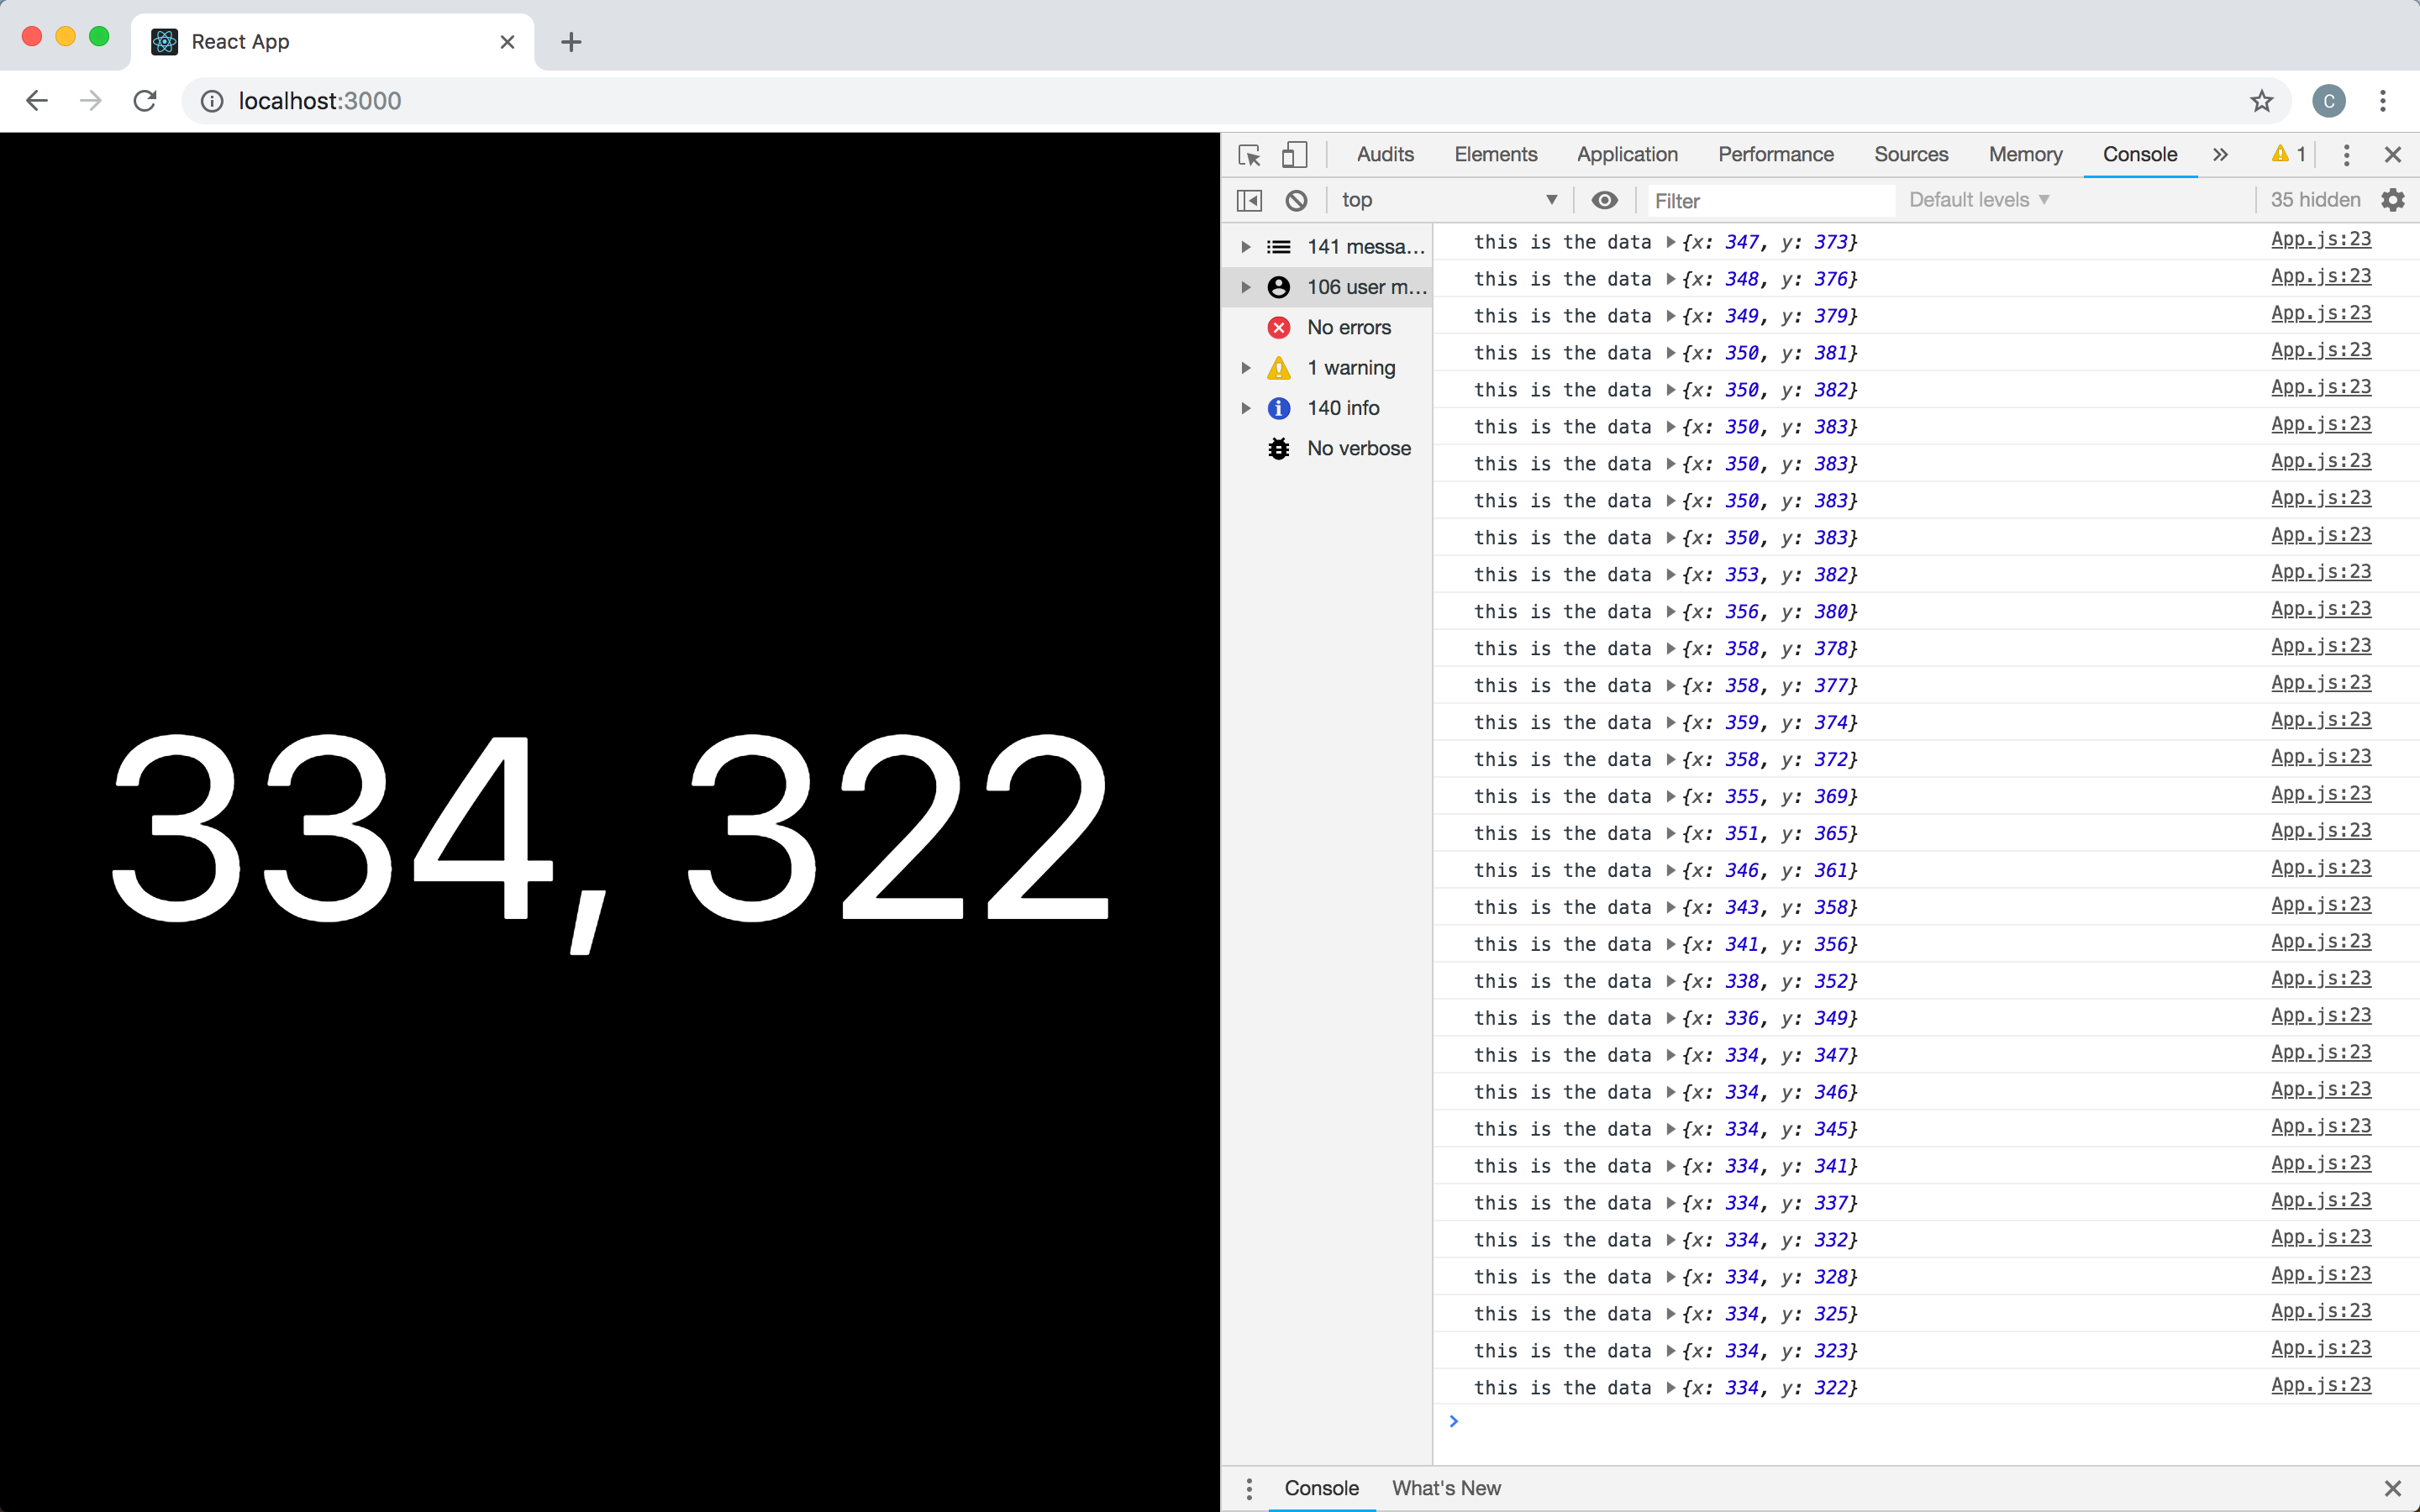 React App
localhost:3000
C
334, 322
Audits Elements Application Performance Sources Memory Console 1
top Filter Default levels 35 hidden
141 messa...
106 user m...
No errors
1 warning
140 info
No verbose
this is the data {x: 347, y: 373} App.js:23
this is the data {x: 348, y: 376} App.js:23
this is the data {x: 349, y: 379} App.js:23
this is the data {x: 350, y: 381} App.js:23
this is the data {x: 350, y: 382} App.js:23
this is the data {x: 350, y: 383} App.js:23
this is the data {x: 350, y: 383} App.js:23
this is the data {x: 350, y: 383} App.js:23
this is the data {x: 350, y: 383} App.js:23
this is the data {x: 353, y: 382} App.js:23
this is the data {x: 356, y: 380} App.js:23
this is the data {x: 358, y: 378} App.js:23
this is the data {x: 358, y: 377} App.js:23
this is the data {x: 359, y: 374} App.js:23
this is the data {x: 358, y: 372} App.js:23
this is the data {x: 355, y: 369} App.js:23
this is the data {x: 351, y: 365} App.js:23
this is the data {x: 346, y: 361} App.js:23
this is the data {x: 343, y: 358} App.js:23
this is the data {x: 341, y: 356} App.js:23
this is the data {x: 338, y: 352} App.js:23
this is the data {x: 336, y: 349} App.js:23
this is the data {x: 334, y: 347} App.js:23
this is the data {x: 334, y: 346} App.js:23
this is the data {x: 334, y: 345} App.js:23
this is the data {x: 334, y: 341} App.js:23
this is the data {x: 334, y: 337} App.js:23
this is the data {x: 334, y: 332} App.js:23
this is the data {x: 334, y: 328} App.js:23
this is the data {x: 334, y: 325} App.js:23
this is the data {x: 334, y: 323} App.js:23
this is the data {x: 334, y: 322} App.js:23
Console What's New